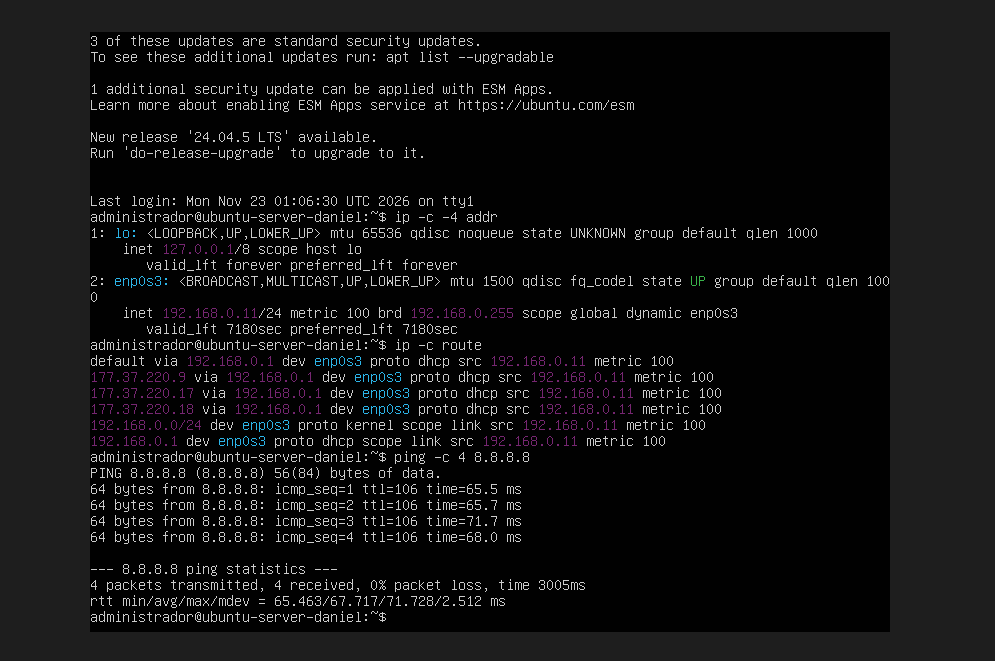 3 of these updates are standard security updates.
To see these additional updates run: apt list --upgradable
1 additional security update can be applied with ESM Apps.
Learn more about enabling ESM Apps service at https://ubuntu.com/esm
New release '24.04.5 LTS' available.
Run 'do-release-upgrade' to upgrade to it.
Last login: Mon Nov 23 01:06:30 UTC 2026 on tty1
administrador@ubuntu-server-daniel:~$ ip -c -4 addr
1: lo: <LOOPBACK,UP,LOWER_UP> mtu 65536 qdisc noqueue state UNKNOWN group default qlen 1000
    inet 127.0.0.1/8 scope host lo
       valid_lft forever preferred_lft forever
2: enp0s3: <BROADCAST,MULTICAST,UP,LOWER_UP> mtu 1500 qdisc fq_codel state UP group default qlen 100
0
    inet 192.168.0.11/24 metric 100 brd 192.168.0.255 scope global dynamic enp0s3
       valid_lft 7180sec preferred_lft 7180sec
administrador@ubuntu-server-daniel:~$ ip -c route
default via 192.168.0.1 dev enp0s3 proto dhcp src 192.168.0.11 metric 100
177.37.220.9 via 192.168.0.1 dev enp0s3 proto dhcp src 192.168.0.11 metric 100
177.37.220.17 via 192.168.0.1 dev enp0s3 proto dhcp src 192.168.0.11 metric 100
177.37.220.18 via 192.168.0.1 dev enp0s3 proto dhcp src 192.168.0.11 metric 100
192.168.0.0/24 dev enp0s3 proto kernel scope link src 192.168.0.11 metric 100
192.168.0.1 dev enp0s3 proto dhcp scope link src 192.168.0.11 metric 100
administrador@ubuntu-server-daniel:~$ ping -c 4 8.8.8.8
PING 8.8.8.8 (8.8.8.8) 56(84) bytes of data.
64 bytes from 8.8.8.8: icmp_seq=1 ttl=106 time=65.5 ms
64 bytes from 8.8.8.8: icmp_seq=2 ttl=106 time=65.7 ms
64 bytes from 8.8.8.8: icmp_seq=3 ttl=106 time=71.7 ms
64 bytes from 8.8.8.8: icmp_seq=4 ttl=106 time=68.0 ms
--- 8.8.8.8 ping statistics ---
4 packets transmitted, 4 received, 0% packet loss, time 3005ms
rtt min/avg/max/mdev = 65.463/67.717/71.728/2.512 ms
administrador@ubuntu-server-daniel:~$